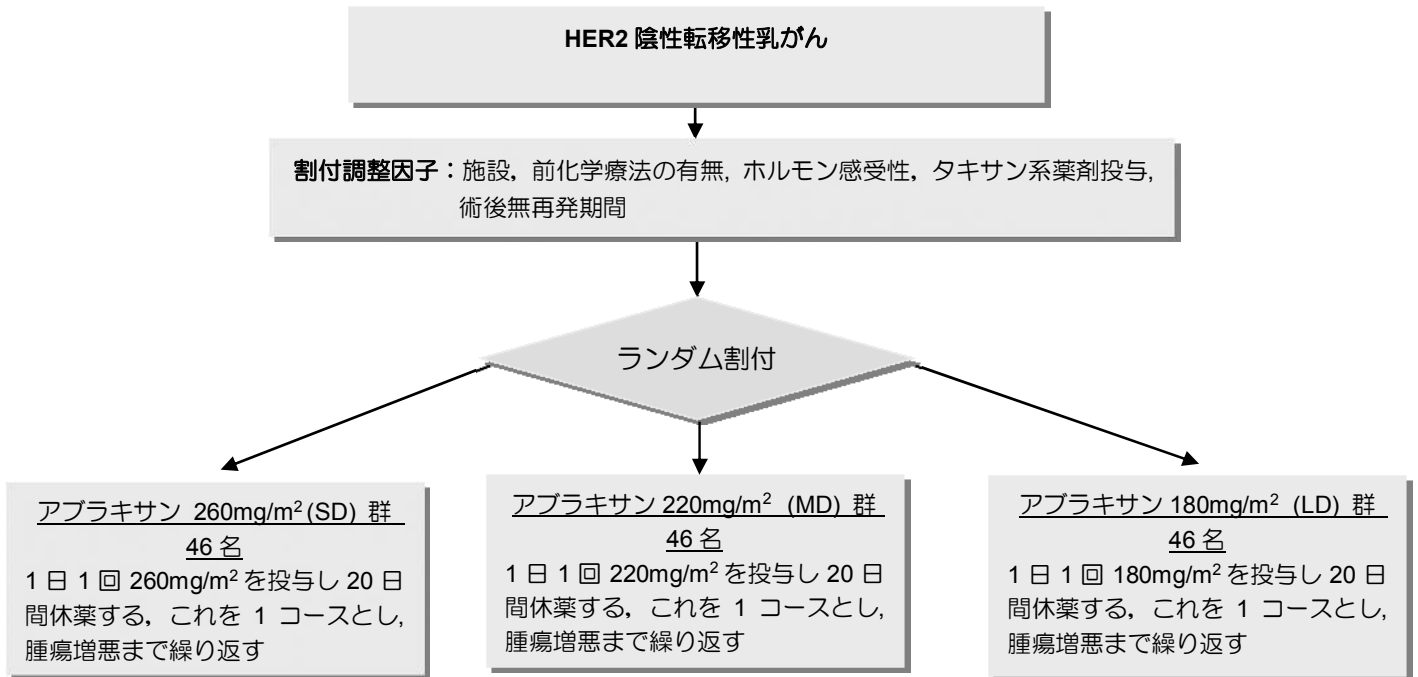 HER2 陰性転移性乳がん
割付調整因子：施設，前化学療法の有無, ホルモン感受性，タキサン系薬剤投与,
術後無再発期間
ランダム割付
アブラキサン 260mg/m² (SD) 群
46 名
1 日 1 回 260mg/m² を投与し 20 日
間休薬する，これを 1 コースとし,
腫瘍増悪まで繰り返す
アブラキサン 220mg/m² (MD) 群
46 名
1 日 1 回 220mg/m² を投与し 20 日
間休薬する，これを 1 コースとし,
腫瘍増悪まで繰り返す
アブラキサン 180mg/m² (LD) 群
46 名
1 日 1 回 180mg/m² を投与し 20 日
間休薬する，これを 1 コースとし,
腫瘍増悪まで繰り返す